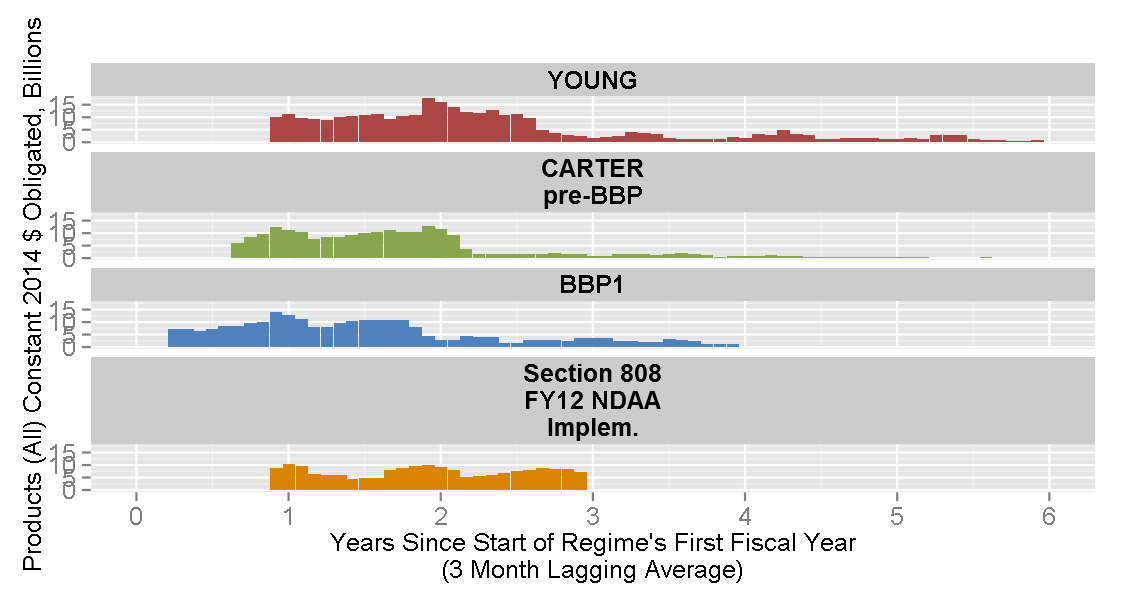 Products (All) Constant 2014 $ Obligated, Billions
YOUNG
15
10
5
0
CARTER
pre-BBP
15
10
5
0
BBP1
15
10
5
0
Section 808
FY12 NDAA
Implem.
15
10
5
0
0 1 2 3 4 5 6
Years Since Start of Regime's First Fiscal Year
(3 Month Lagging Average)